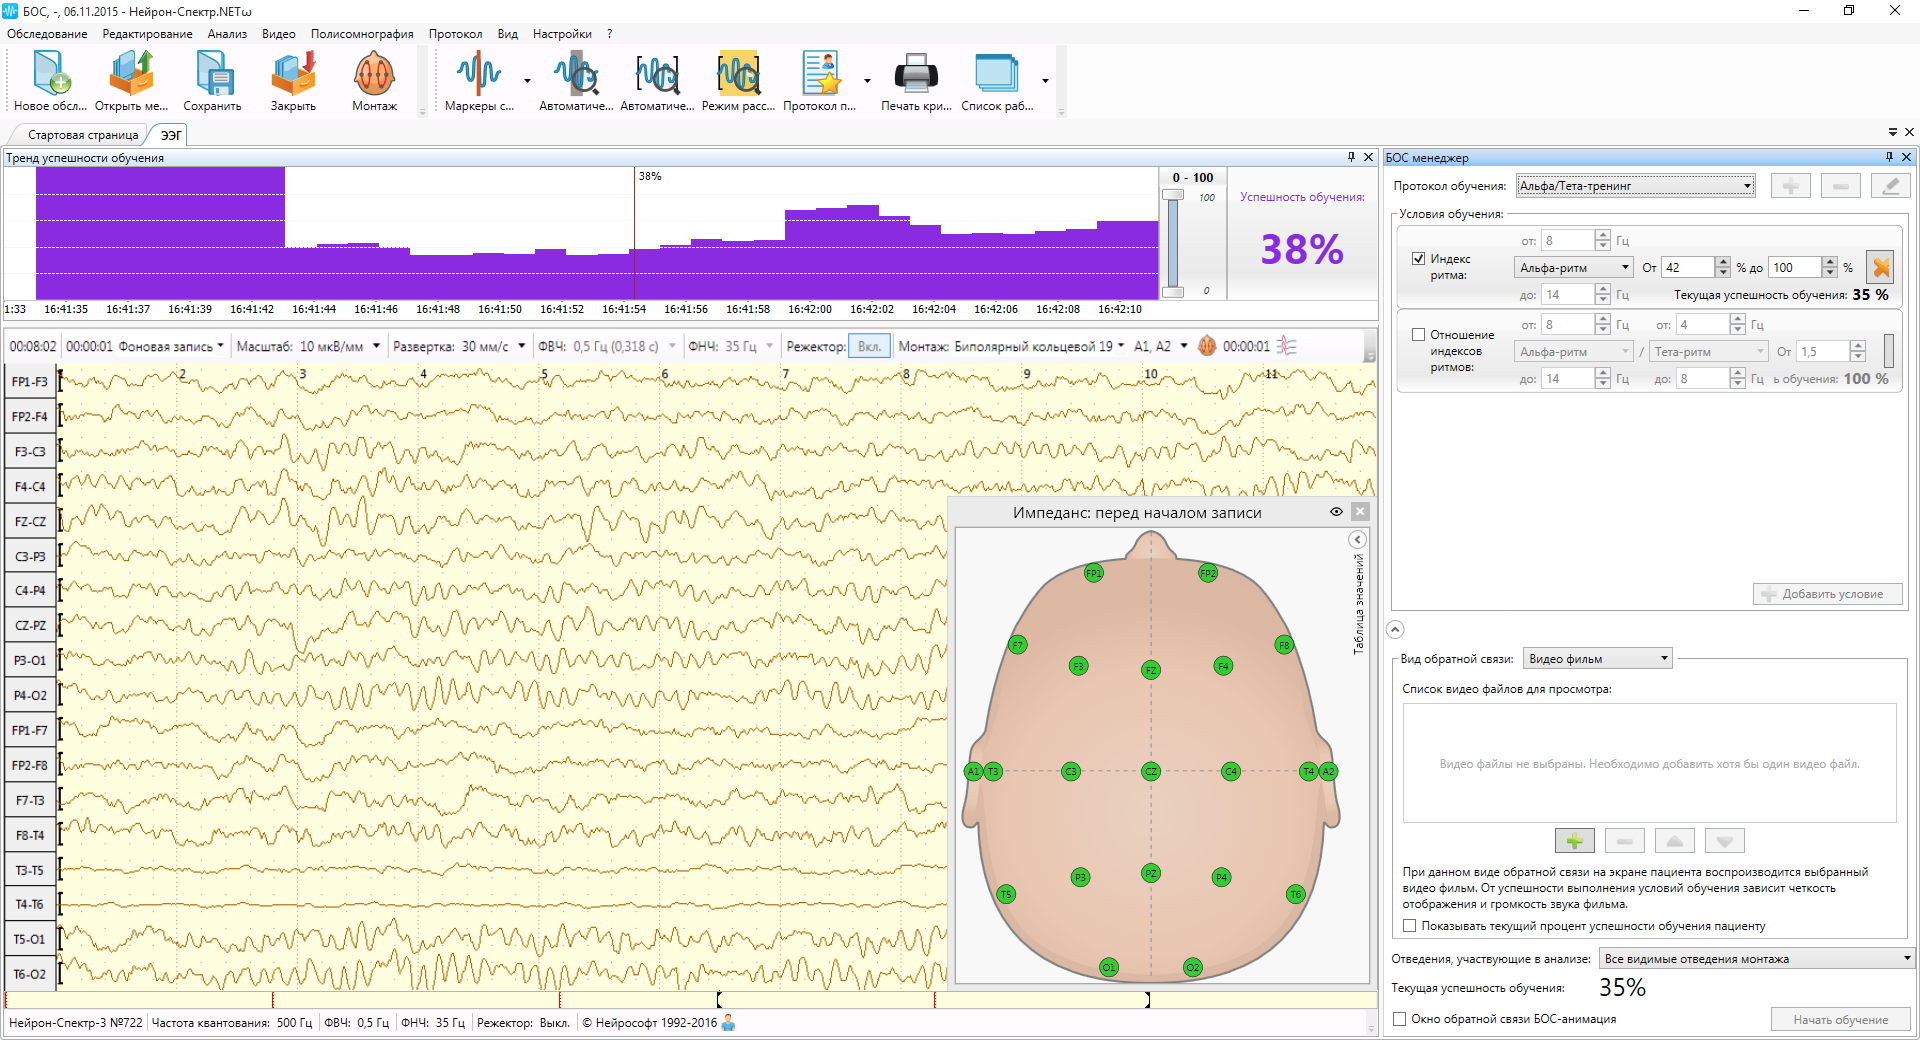 БОС, -, 06.11.2015 - Нейрон-Спектр.NETω
Обследование Редактирование Анализ Видео Полисомнография Протокол Вид Настройки ?
Новое обсл... Открыть ме... Сохранить Закрыть Монтаж Маркеры с... Автоматиче... Автоматиче... Режим расс... Протокол п... Печать кри... Список раб...
Стартовая страница ЭЭГ
Тренд успешности обучения
38%
0 - 100
100
0
Успешность обучения:
38%
1:33 16:41:35 16:41:37 16:41:39 16:41:41 16:41:44 16:41:46 16:41:48 16:41:50 16:41:52 16:41:54 16:41:56 16:41:58 16:42:00 16:42:02 16:42:04 16:42:06 16:42:08 16:42:10
00:08:02 00:00:01 Фоновая запись Масштаб: 10 мкВ/мм Развертка: 30 мм/с ФВЧ: 0,5 Гц (0,318 с) ФНЧ: 35 Гц Режектор: Вкл. Монтаж: Биполярный кольцевой 19 A1, A2 00:00:01
2 3 4 5 6 7 8 9 10 11
FP1-F3
FP2-F4
F3-C3
F4-C4
FZ-CZ
C3-P3
C4-P4
CZ-PZ
P3-O1
P4-O2
FP1-F7
FP2-F8
F7-T3
F8-T4
T3-T5
T4-T6
T5-O1
T6-O2
Импеданс: перед началом записи
Таблица значений
FP1 FP2
F7 F8
F3 FZ F4
A1 T3 C3 CZ C4 T4 A2
P3 PZ P4
T5 T6
O1 O2
Нейрон-Спектр-3 №722 Частота квантования: 500 Гц ФВЧ: 0,5 Гц ФНЧ: 35 Гц Режектор: Выкл. © Нейрософт 1992-2016
БОС менеджер
Протокол обучения: Альфа/Тета-тренинг
Условия обучения:
от: 8 Гц
Индекс ритма: Альфа-ритм От 42 % до 100 %
до: 14 Гц Текущая успешность обучения: 35 %
от: 8 Гц от: 4 Гц
Отношение индексов ритмов: Альфа-ритм / Тета-ритм От 1,5
до: 14 Гц до: 8 Гц ь обучения: 100 %
Добавить условие
Вид обратной связи: Видео фильм
Список видео файлов для просмотра:
Видео файлы не выбраны. Необходимо добавить хотя бы один видео файл.
При данном виде обратной связи на экране пациента воспроизводится выбранный
видео фильм. От успешности выполнения условий обучения зависит четкость
отображения и громкость звука фильма.
Показывать текущий процент успешности обучения пациенту
Отведения, участвующие в анализе: Все видимые отведения монтажа
Текущая успешность обучения: 35%
Окно обратной связи БОС-анимация Начать обучение